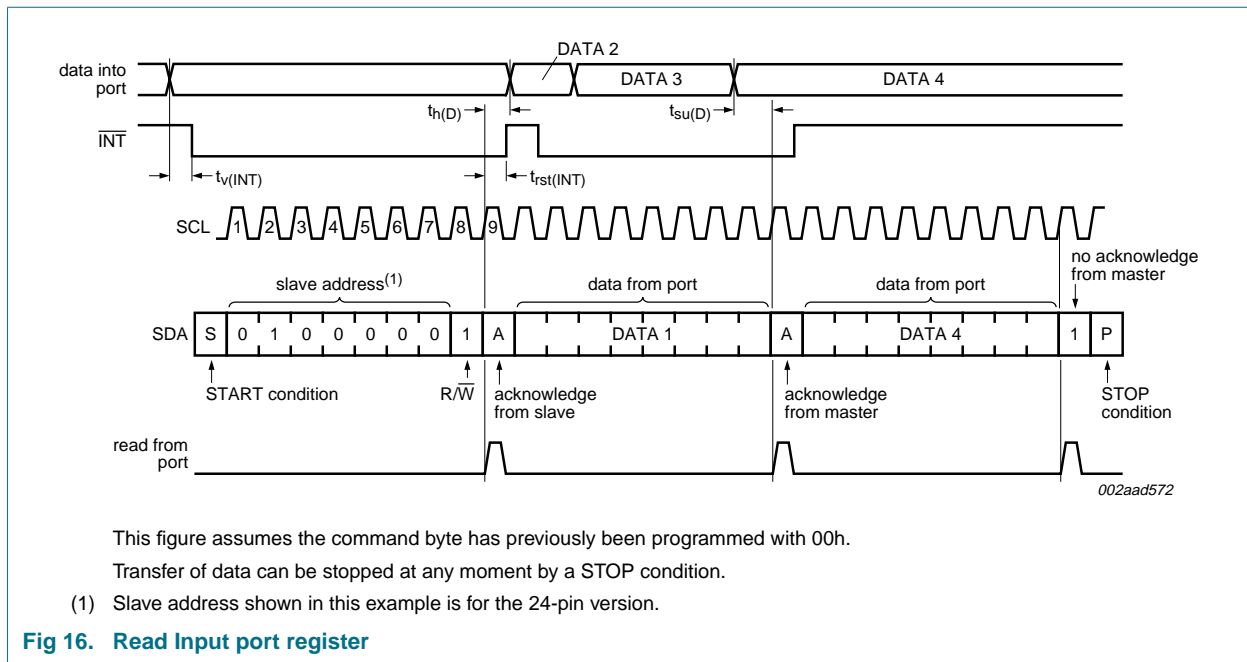 DATA 2
data into
port
DATA 3
DATA 4
th(D)
tsu(D)
INT
tv(INT)
trst(INT)
SCL 1 2 3 4 5 6 7 8 9
no acknowledge
from master
slave address(1)
data from port
data from port
SDA S 0 1 0 0 0 0 0 1 A DATA 1 A DATA 4 1 P
START condition
R/W
acknowledge
from slave
acknowledge
from master
STOP
condition
read from
port
002aad572
This figure assumes the command byte has previously been programmed with 00h.
Transfer of data can be stopped at any moment by a STOP condition.
(1) Slave address shown in this example is for the 24-pin version.
Fig 16. Read Input port register